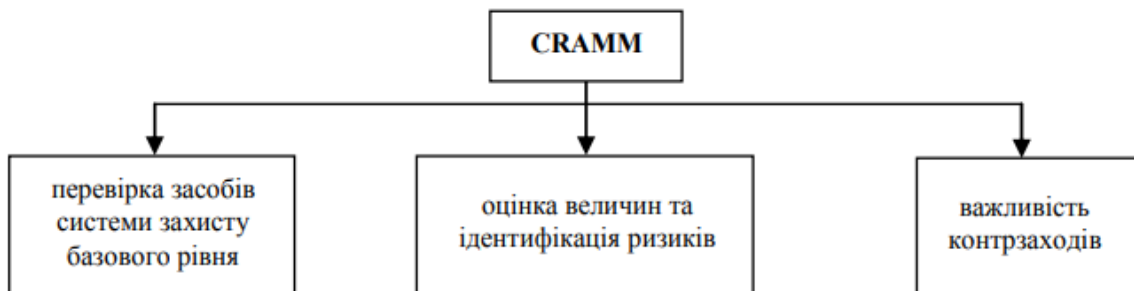 CRAMM
перевірка засобів
системи захисту
базового рівня
оцінка величин та
ідентифікація ризиків
важливість
контрзаходів